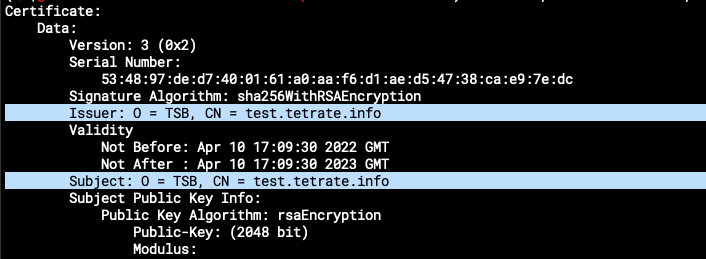 Certificate:
Data:
Version: 3 (0x2)
Serial Number:
53:48:97:de:d7:40:01:61:a0:aa:f6:d1:ae:d5:47:38:ca:e9:7e:dc
Signature Algorithm: sha256WithRSAEncryption
Issuer: O = TSB, CN = test.tetrate.info
Validity
Not Before: Apr 10 17:09:30 2022 GMT
Not After : Apr 10 17:09:30 2023 GMT
Subject: O = TSB, CN = test.tetrate.info
Subject Public Key Info:
Public Key Algorithm: rsaEncryption
Public-Key: (2048 bit)
Modulus: